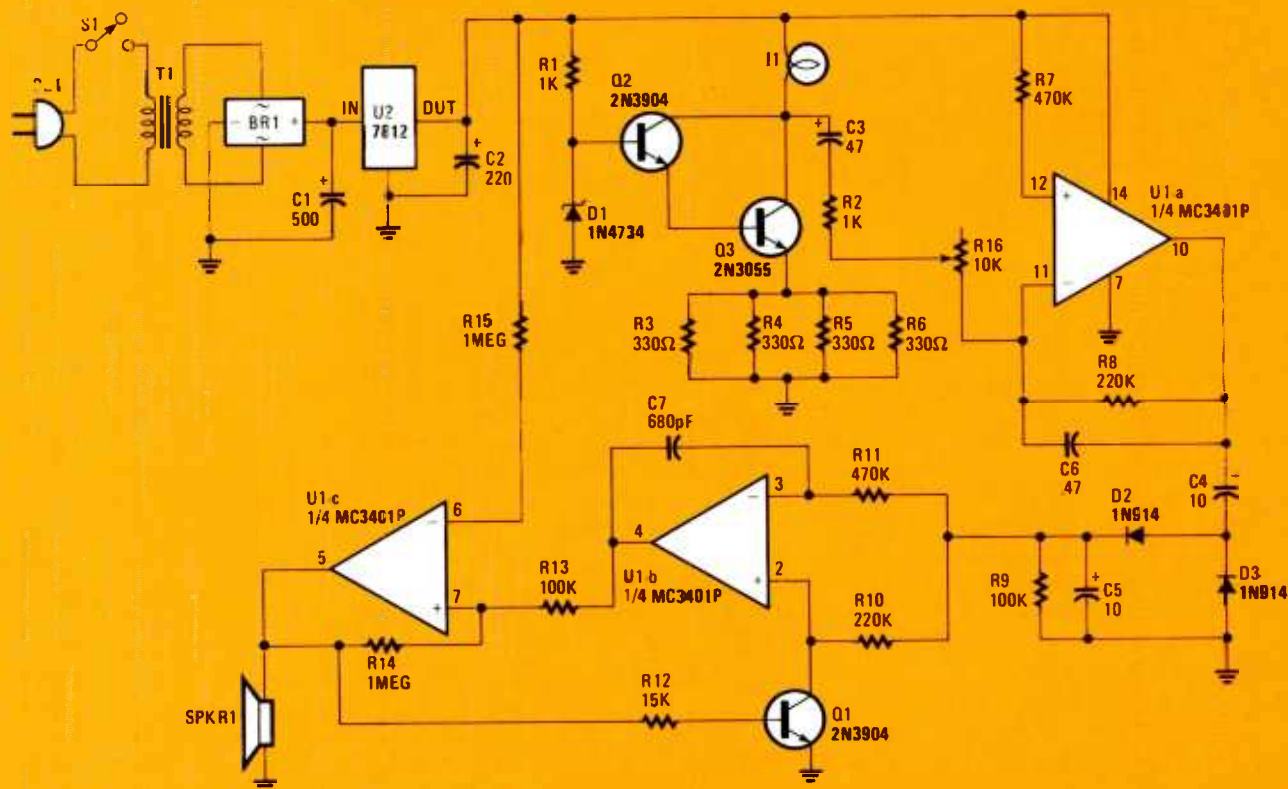 S1
T1
BR1
-
+
~
~
IN
U2
7812
DUT
+
C1
500
+
C2
220
R1
1K
D1
1N4734
Q2
2N3904
Q3
2N3055
I1
+
C3
47
R2
1K
R16
10K
R7
470K
12
+
11
-
14
7
10
U1a
1/4 MC3401P
R3
330Ω
R4
330Ω
R5
330Ω
R6
330Ω
R8
220K
C6
.47
C4
10
R15
1MEG
C7
680pF
R11
470K
D2
1N914
D3
1N914
U1c
1/4 MC3401P
6
-
5
7
+
R13
100K
4
3
-
2
+
U1b
1/4 MC3401P
R10
220K
R9
100K
+
C5
10
R14
1MEG
R12
15K
Q1
2N3904
SPKR1